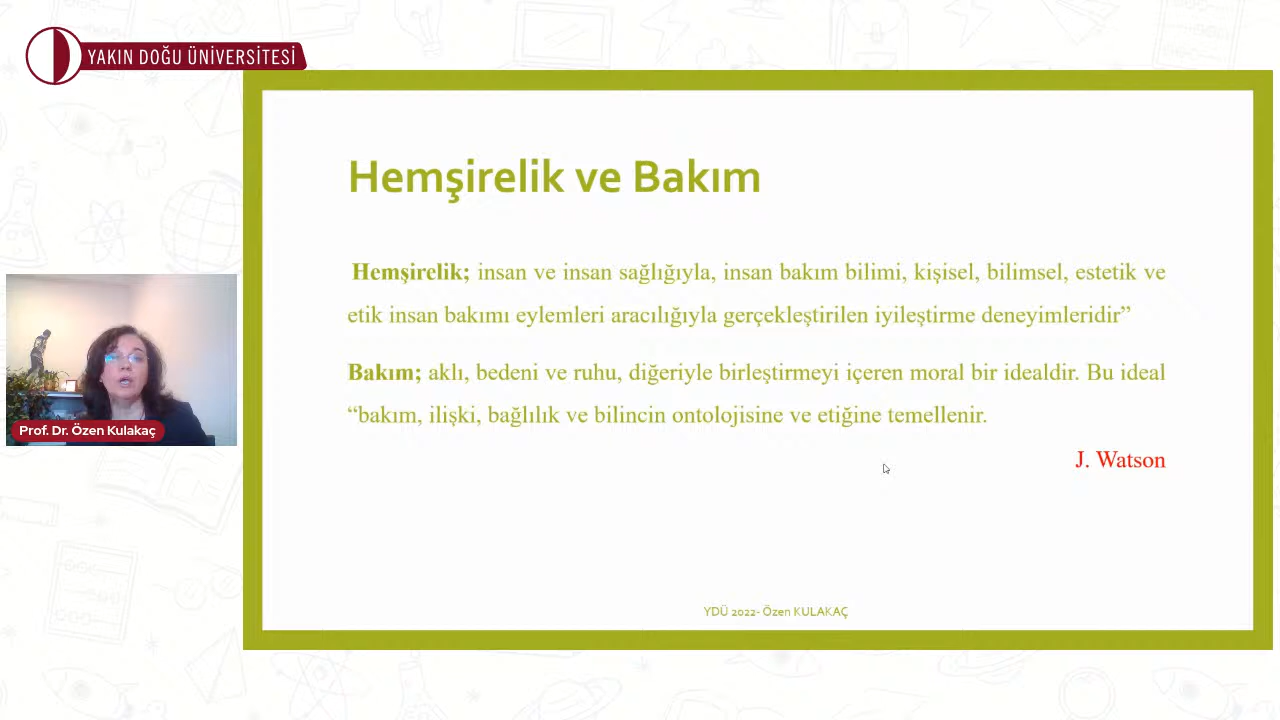 YAKIN DOĞU ÜNİVERSİTESİ
Hemşirelik ve Bakım
Hemşirelik; insan ve insan sağlığıyla, insan bakım bilimi, kişisel, bilimsel, estetik ve
etik insan bakımı eylemleri aracılığıyla gerçekleştirilen iyileştirme deneyimleridir”
Bakım; aklı, bedeni ve ruhu, diğeriyle birleştirmeyi içeren moral bir idealdir. Bu ideal
“bakım, ilişki, bağlılık ve bilincin ontolojisine ve etiğine temellenir.
J. Watson
Prof. Dr. Özen Kulakaç
YDÜ 2022- Özen KULAKAÇ